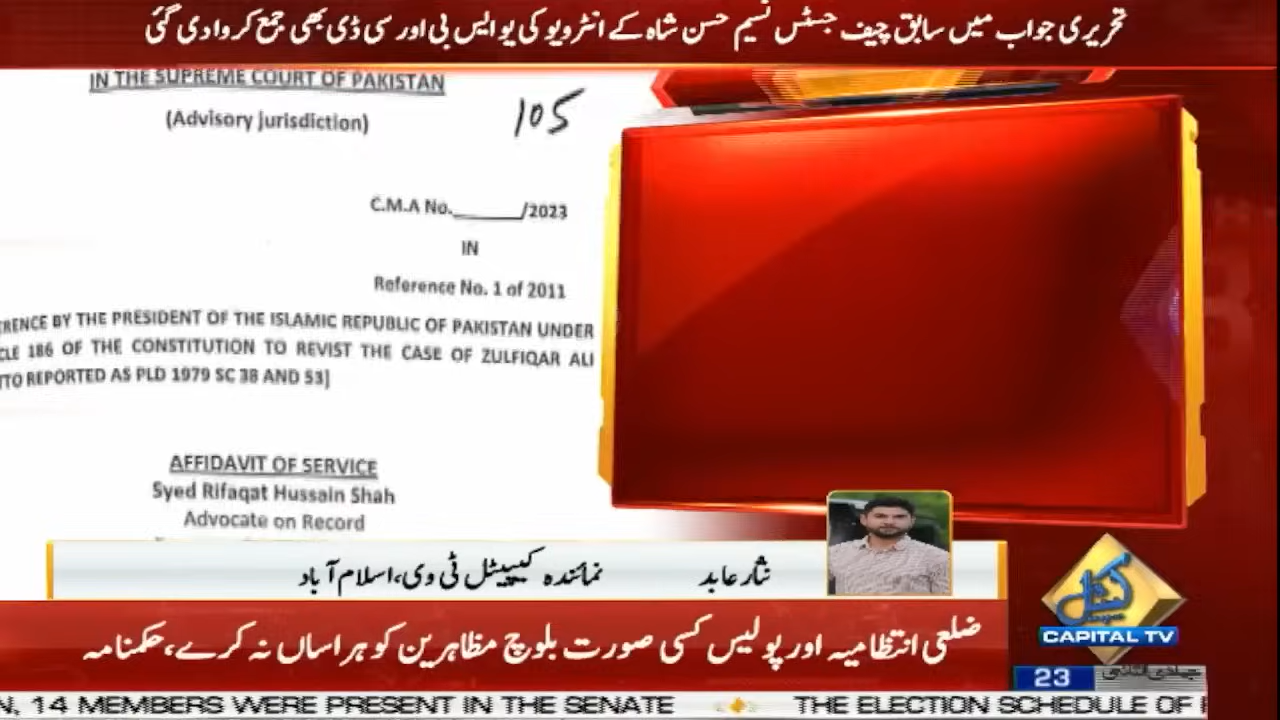 تحریری جواب میں سابق چیف جسٹس نسیم حسن شاہ کے انٹرویو کی یو ایس بی اور سی ڈی بھی جمع کروا دی گئی
IN THE SUPREME COURT OF PAKISTAN
(Advisory jurisdiction)
105
C.M.A No.______/2023
IN
Reference No. 1 of 2011
ERENCE BY THE PRESIDENT OF THE ISLAMIC REPUBLIC OF PAKISTAN UNDER
CLE 186 OF THE CONSTITUTION TO REVIST THE CASE OF ZULFIQAR ALI
TTO REPORTED AS PLD 1979 SC 38 AND 53]
AFFIDAVIT OF SERVICE
Syed Rifaqat Hussain Shah
Advocate on Record
نثار عابد نمائندہ کیپیٹل ٹی وی، اسلام آباد
ضلعی انتظامیہ اور پولیس کسی صورت بلوچ مظاہرین کو ہراساں نہ کرے، حکمنامہ
کیپیٹل
CAPITAL TV
23
N, 14 MEMBERS WERE PRESENT IN THE SENATE THE ELECTION SCHEDULE OF